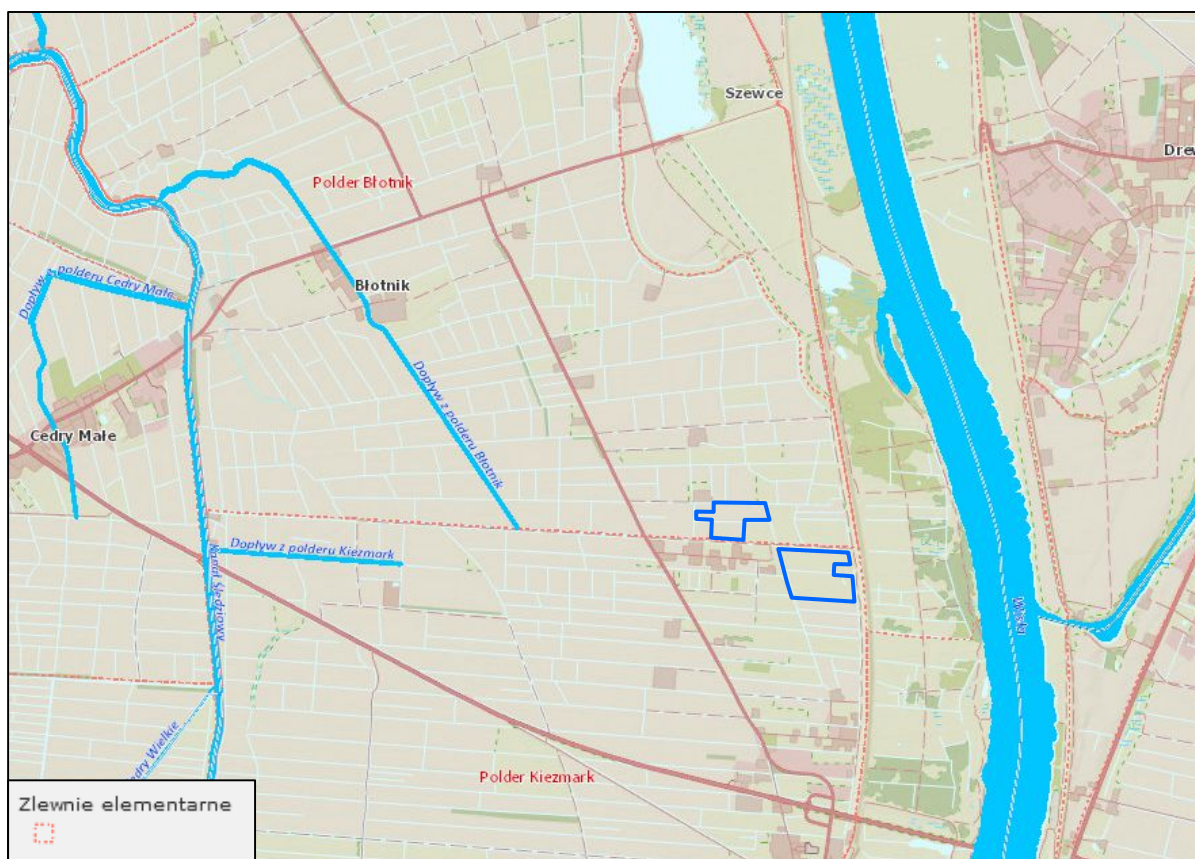 Szewce
Drew
Polder Błotnik
Dopływ z polderu Cedry Małe
Błotnik
Dopływ z polderu Błotnik
Cedry Małe
Dopływ z polderu Kiezmark
Kanał Śledziowy
Wisła
Cedry Wielkie
Polder Kiezmark
Zlewnie elementarne